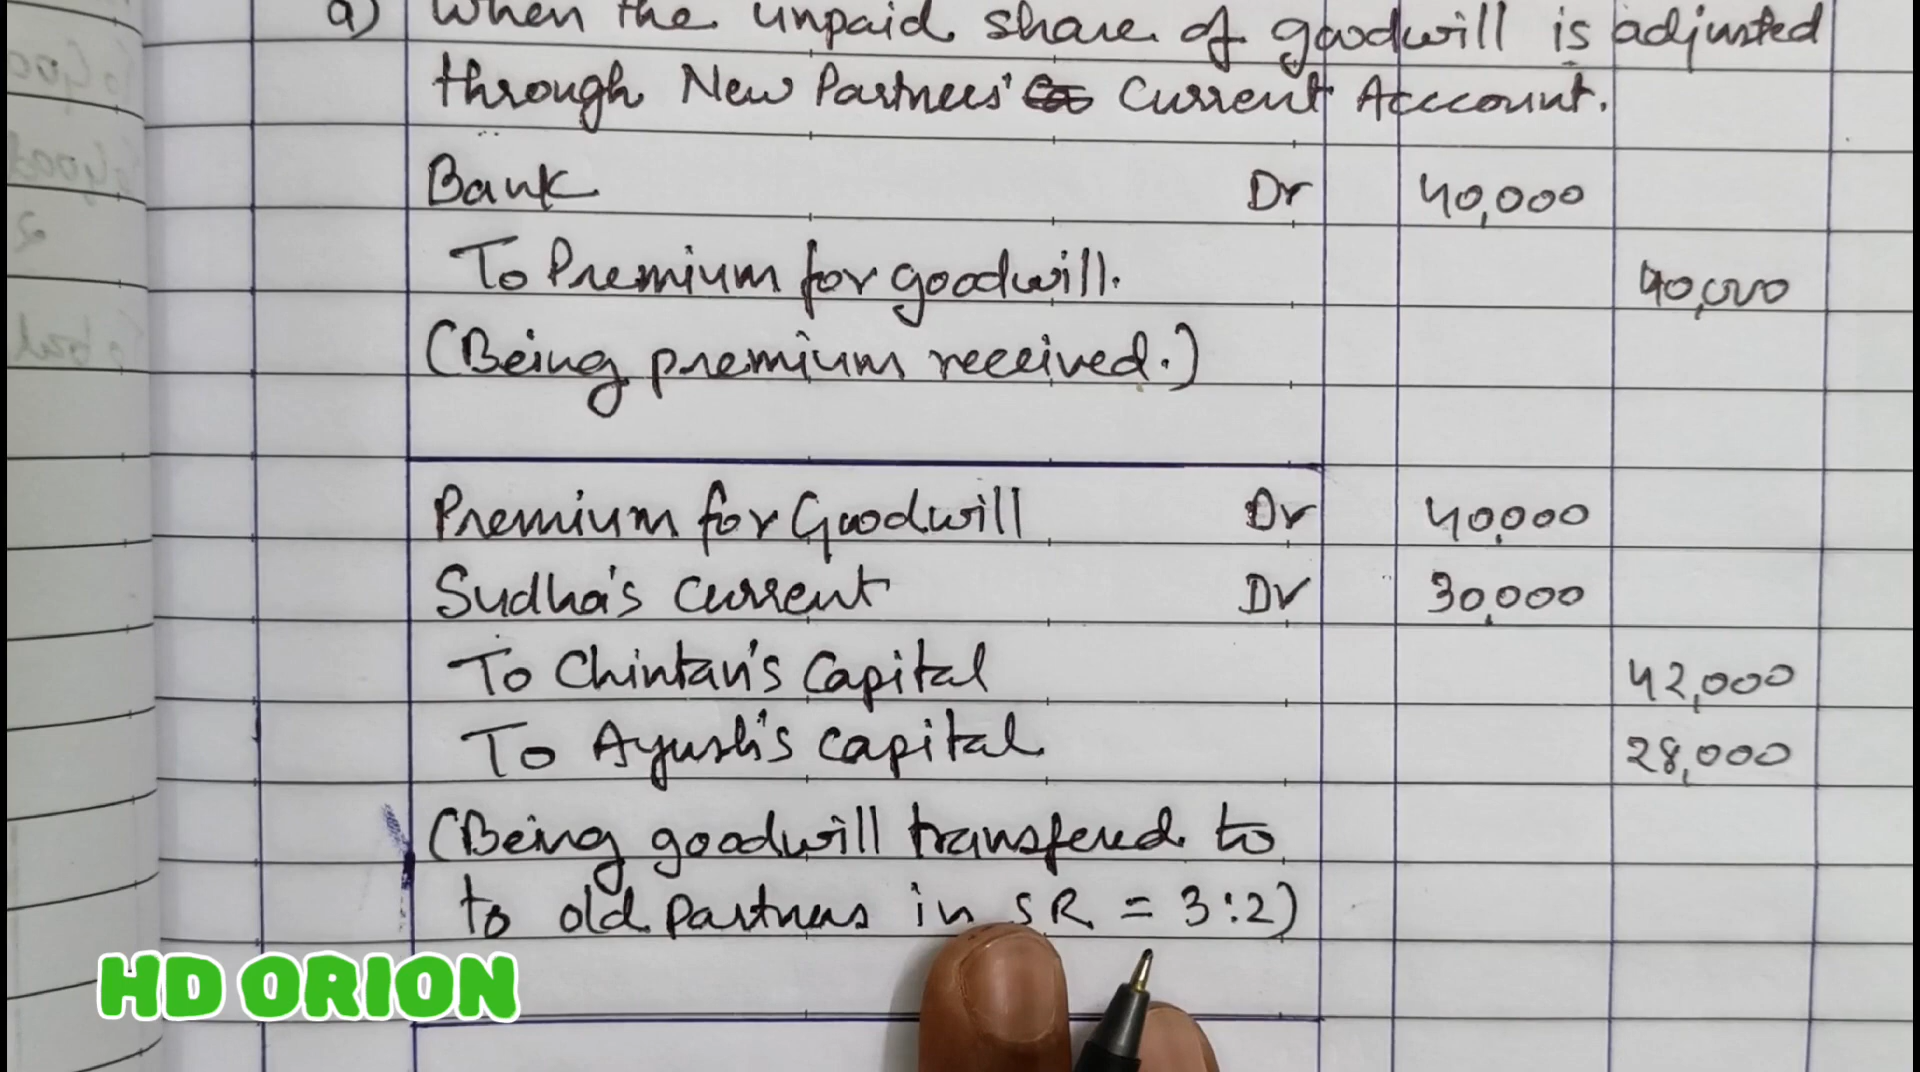 a) When the unpaid share of goodwill is adjusted
through New Partners' Current Acccount.
Bank Dr 40,000
To Premium for goodwill. 40,000
(Being premium received.)
Premium for Goodwill Dr 40,000
Sudha's Current Dr 30,000
To Chintan's Capital 42,000
To Ayush's capital 28,000
(Being goodwill transfered to
to old partners in SR = 3:2)
HD ORION